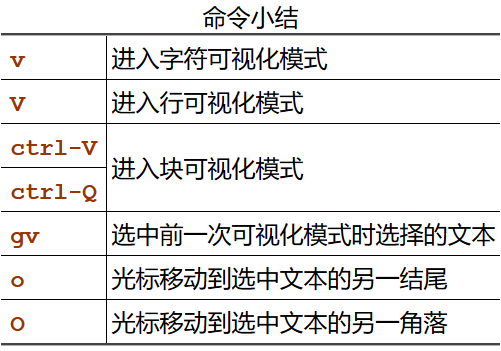 命令小结
v 进入字符可视化模式
V 进入行可视化模式
ctrl-V
进入块可视化模式
ctrl-Q
gv 选中前一次可视化模式时选择的文本
o 光标移动到选中文本的另一结尾
O 光标移动到选中文本的另一角落